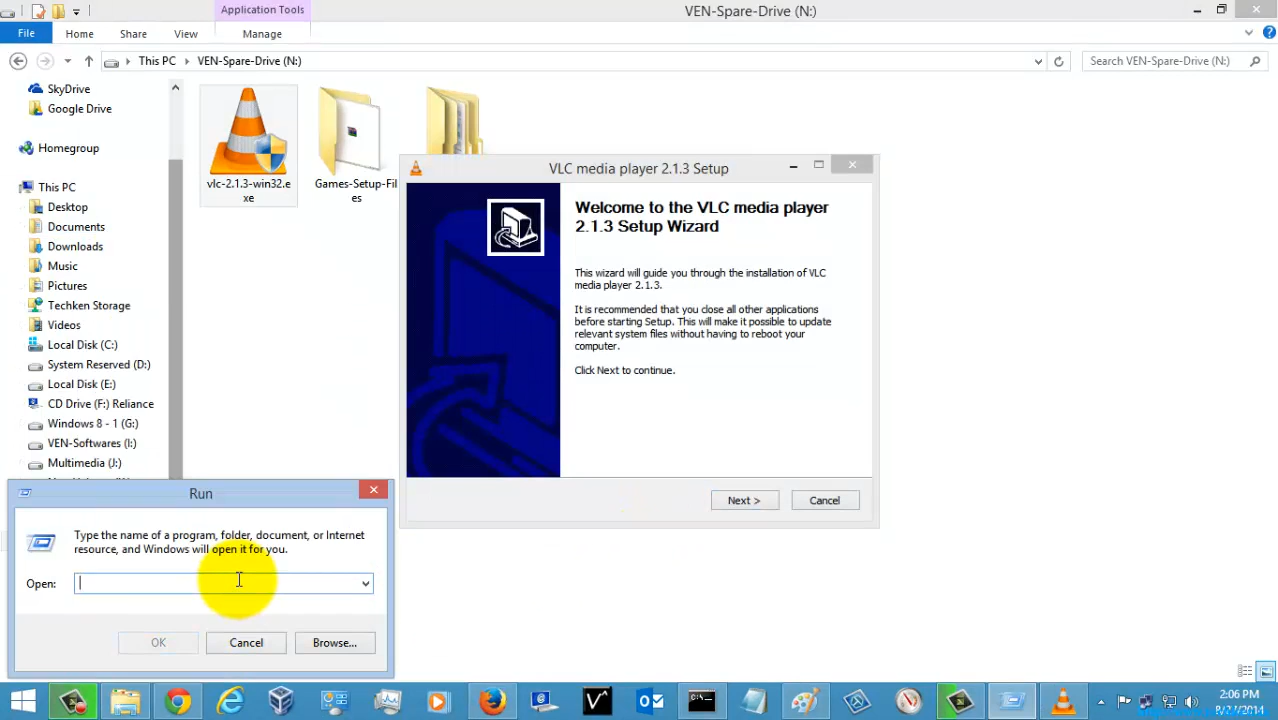 Application Tools
VEN-Spare-Drive (N:)
File
Home
Share
View
Manage
This PC
VEN-Spare-Drive (N:)
Search VEN-Spare-Drive (N:)
SkyDrive
Google Drive
Homegroup
This PC
Desktop
Documents
Downloads
Music
Pictures
Techken Storage
Videos
Local Disk (C:)
System Reserved (D:)
Local Disk (E:)
CD Drive (F:) Reliance
Windows 8 - 1 (G:)
VEN-Softwares (I:)
Multimedia (J:)
vlc-2.1.3-win32.e
xe
Games-Setup-Fil
es
VLC media player 2.1.3 Setup
Welcome to the VLC media player
2.1.3 Setup Wizard
This wizard will guide you through the installation of VLC
media player 2.1.3.
It is recommended that you close all other applications
before starting Setup. This will make it possible to update
relevant system files without having to reboot your
computer.
Click Next to continue.
Next >
Cancel
Run
Type the name of a program, folder, document, or Internet
resource, and Windows will open it for you.
Open:
OK
Cancel
Browse...
2:06 PM